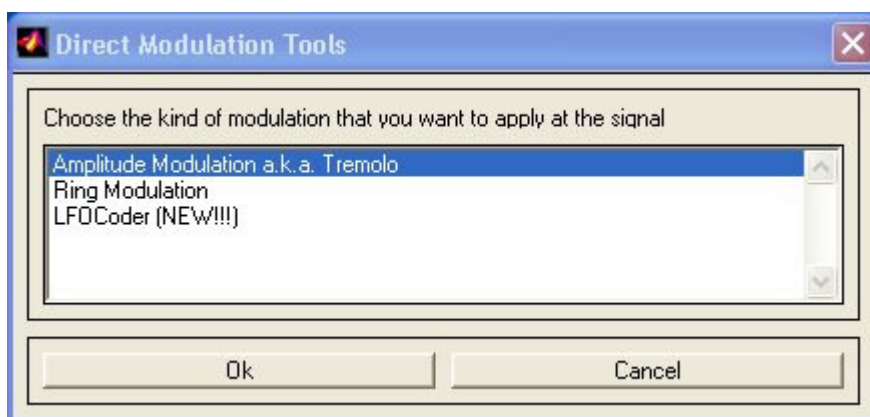 Direct Modulation Tools
Choose the kind of modulation that you want to apply at the signal
Amplitude Modulation a.k.a. Tremolo
Ring Modulation
LFOCoder (NEW!!!)
Ok
Cancel